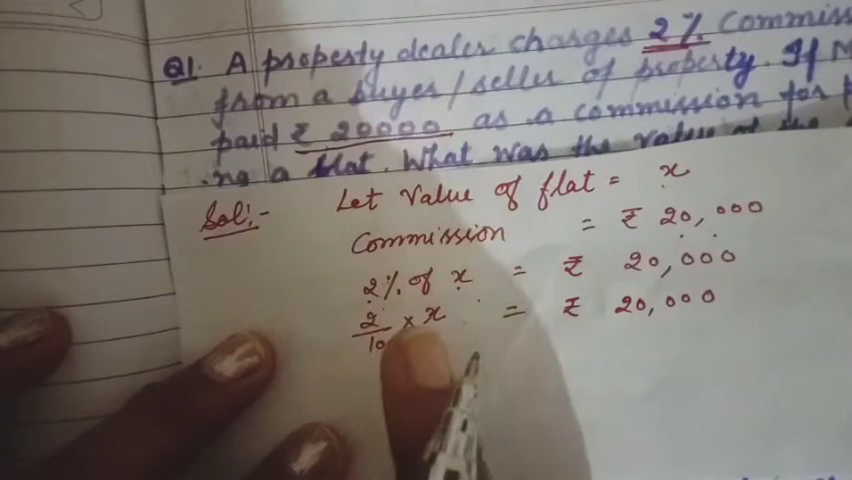 Q1. A property dealer charges 2%
from a buyer/seller of property. If
paid ₹ 20000 as a commission for
ing a flat. What was the value of the
Sol:- Let Value of flat = x
Commission = ₹ 20,000
2% of x = ₹ 20,000
2/10 × x = ₹ 20,000